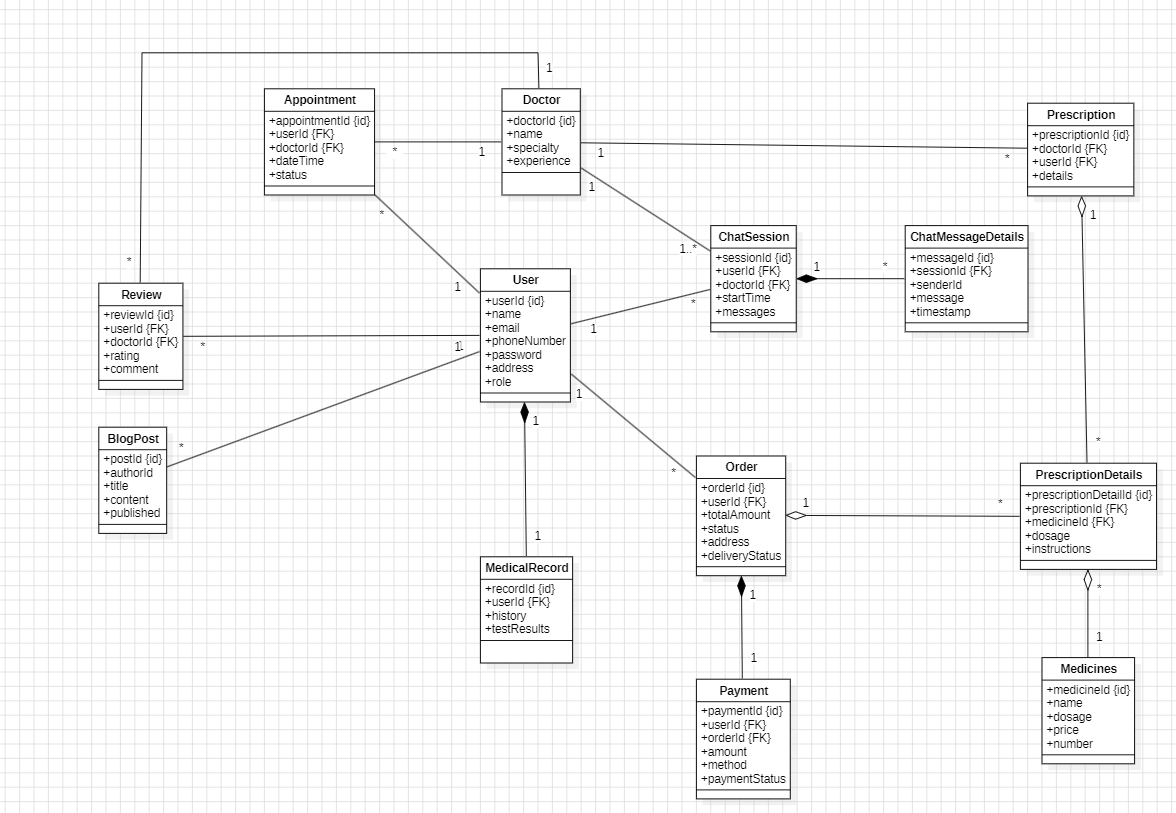 1
Appointment
+appointmentId {id}
+userId {FK}
+doctorId {FK}
+dateTime
+status
*
1
Doctor
+doctorId {id}
+name
+specialty
+experience
1
*
Prescription
+prescriptionId {id}
+doctorId {FK}
+userId {FK}
+details
1
1..*
*
1
*
ChatSession
+sessionId {id}
+userId {FK}
+doctorId {FK}
+startTime
+messages
1
*
ChatMessageDetails
+messageId {id}
+sessionId {FK}
+senderId
+message
+timestamp
1
*
Review
+reviewId {id}
+userId {FK}
+doctorId {FK}
+rating
+comment
*
1
1
User
+userId {id}
+name
+email
+phoneNumber
+password
+address
+role
1
*
1
1
*
BlogPost
+postId {id}
+authorId
+title
+content
+published
*
1
1
MedicalRecord
+recordId {id}
+userId {FK}
+history
+testResults
Order
+orderId {id}
+userId {FK}
+totalAmount
+status
+address
+deliveryStatus
1
*
*
PrescriptionDetails
+prescriptionDetailId {id}
+prescriptionId {FK}
+medicineId {FK}
+dosage
+instructions
*
1
1
1
Payment
+paymentId {id}
+userId {FK}
+orderId {FK}
+amount
+method
+paymentStatus
Medicines
+medicineId {id}
+name
+dosage
+price
+number